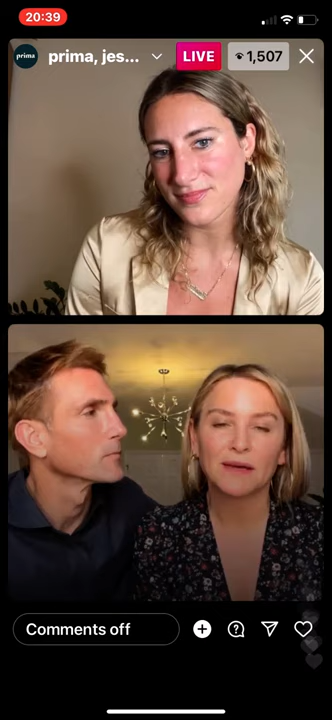 20:39
prima
prima, jes...
LIVE
1,507
Comments off